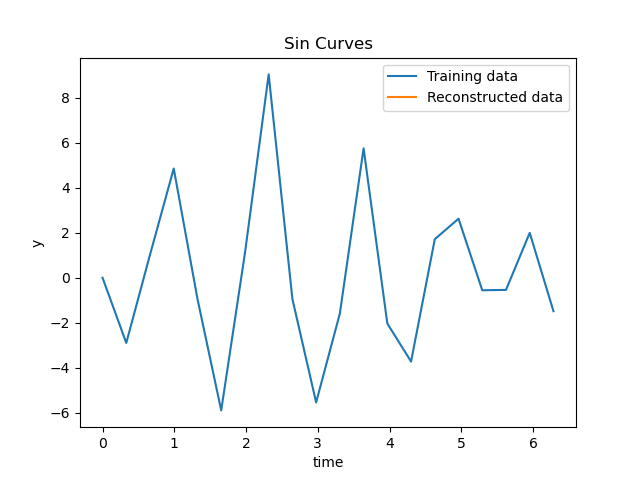 Sin Curves
Training data
Reconstructed data
8
6
4
2
0
−2
−4
−6
y
0 1 2 3 4 5 6
time